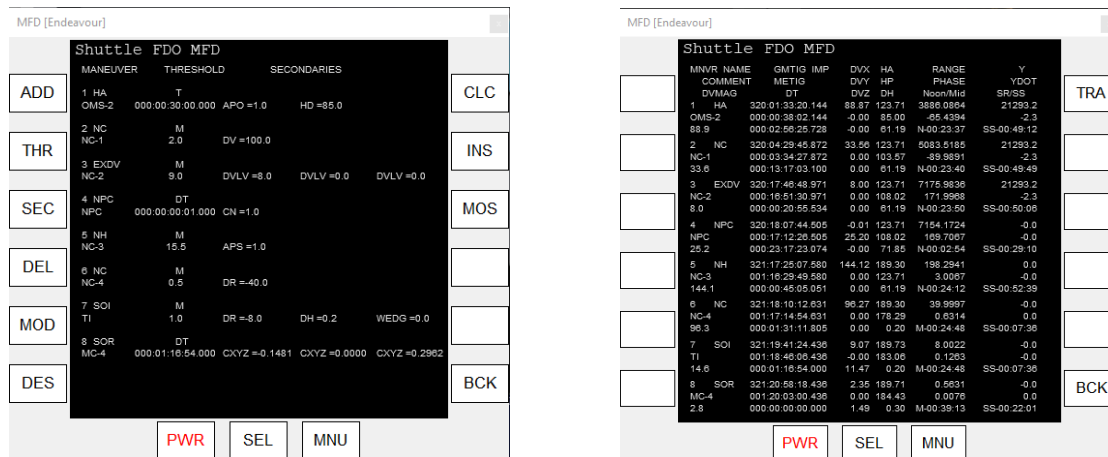 MFD [Endeavour]
Shuttle FDO MFD
MANEUVER THRESHOLD SECONDARIES
1 HA T
OMS-2 000:00:30:00.000 APO =1.0 HD =85.0
2 NC M
NC-1 2.0 DV =100.0
3 EXDV M
NC-2 9.0 DVLV =8.0 DVLV =0.0 DVLV =0.0
4 NPC DT
NPC 000:00:00:01.000 CN =1.0
5 NH M
NC-3 15.5 APS =1.0
6 NC M
NC-4 0.5 DR =-40.0
7 SOI M
TI 1.0 DR =-8.0 DH =0.2 WEDG =0.0
8 SOR DT
MC-4 000:01:16:54.000 CXYZ =-0.1481 CXYZ =0.0000 CXYZ =0.2962
ADD
THR
SEC
DEL
MOD
DES
CLC
INS
MOS
BCK
PWR SEL MNU
MFD [Endeavour]
Shuttle FDO MFD
MNVR NAME GMTIG IMP DVX HA RANGE Y
COMMENT METIG DVY HP PHASE YDOT
DVMAG DT DVZ DH Noon/Mid SR/SS
1 HA 320:01:33:20.144 88.87 123.71 3886.0864 21293.2
OMS-2 000:00:38:02.144 -0.00 85.00 -65.4394 -2.3
88.9 000:02:56:25.728 -0.00 61.19 N-00:23:37 SS-00:49:12
2 NC 320:04:29:45.872 33.56 123.71 5083.5185 21293.2
NC-1 000:03:34:27.872 0.00 103.57 -89.9891 -2.3
33.6 000:13:17:03.100 0.00 61.19 N-00:23:40 SS-00:49:49
3 EXDV 320:17:46:48.971 8.00 123.71 7175.9836 21293.2
NC-2 000:16:51:30.971 0.00 108.02 171.9968 -2.3
8.0 000:00:20:55.534 0.00 61.19 N-00:23:50 SS-00:50:06
4 NPC 320:18:07:44.505 -0.01 123.71 7154.1724 -0.0
NPC 000:17:12:26.505 25.20 108.02 169.7067 -0.0
25.2 000:23:17:23.074 -0.00 71.85 N-00:02:54 SS-00:29:10
5 NH 321:17:25:07.580 144.12 189.30 198.2941 0.0
NC-3 001:16:29:49.580 0.00 123.71 3.0067 -0.0
144.1 000:00:45:05.051 0.00 61.19 N-00:24:12 SS-00:52:39
6 NC 321:18:10:12.631 96.27 189.30 39.9997 -0.0
NC-4 001:17:14:54.631 0.00 178.29 0.6314 0.0
96.3 000:01:31:11.805 0.00 0.20 M-00:24:48 SS-00:07:36
7 SOI 321:19:41:24.436 9.07 189.73 8.0022 -0.0
TI 001:18:46:06.436 -0.00 183.06 0.1263 -0.0
14.6 000:01:16:54.000 11.47 0.20 M-00:24:48 SS-00:07:36
8 SOR 321:20:58:18.436 2.35 189.71 0.5631 -0.0
MC-4 001:20:03:00.436 0.00 184.43 0.0076 0.0
2.8 000:00:00:00.000 1.49 0.30 M-00:39:13 SS-00:22:01
TRA
BCK
PWR SEL MNU